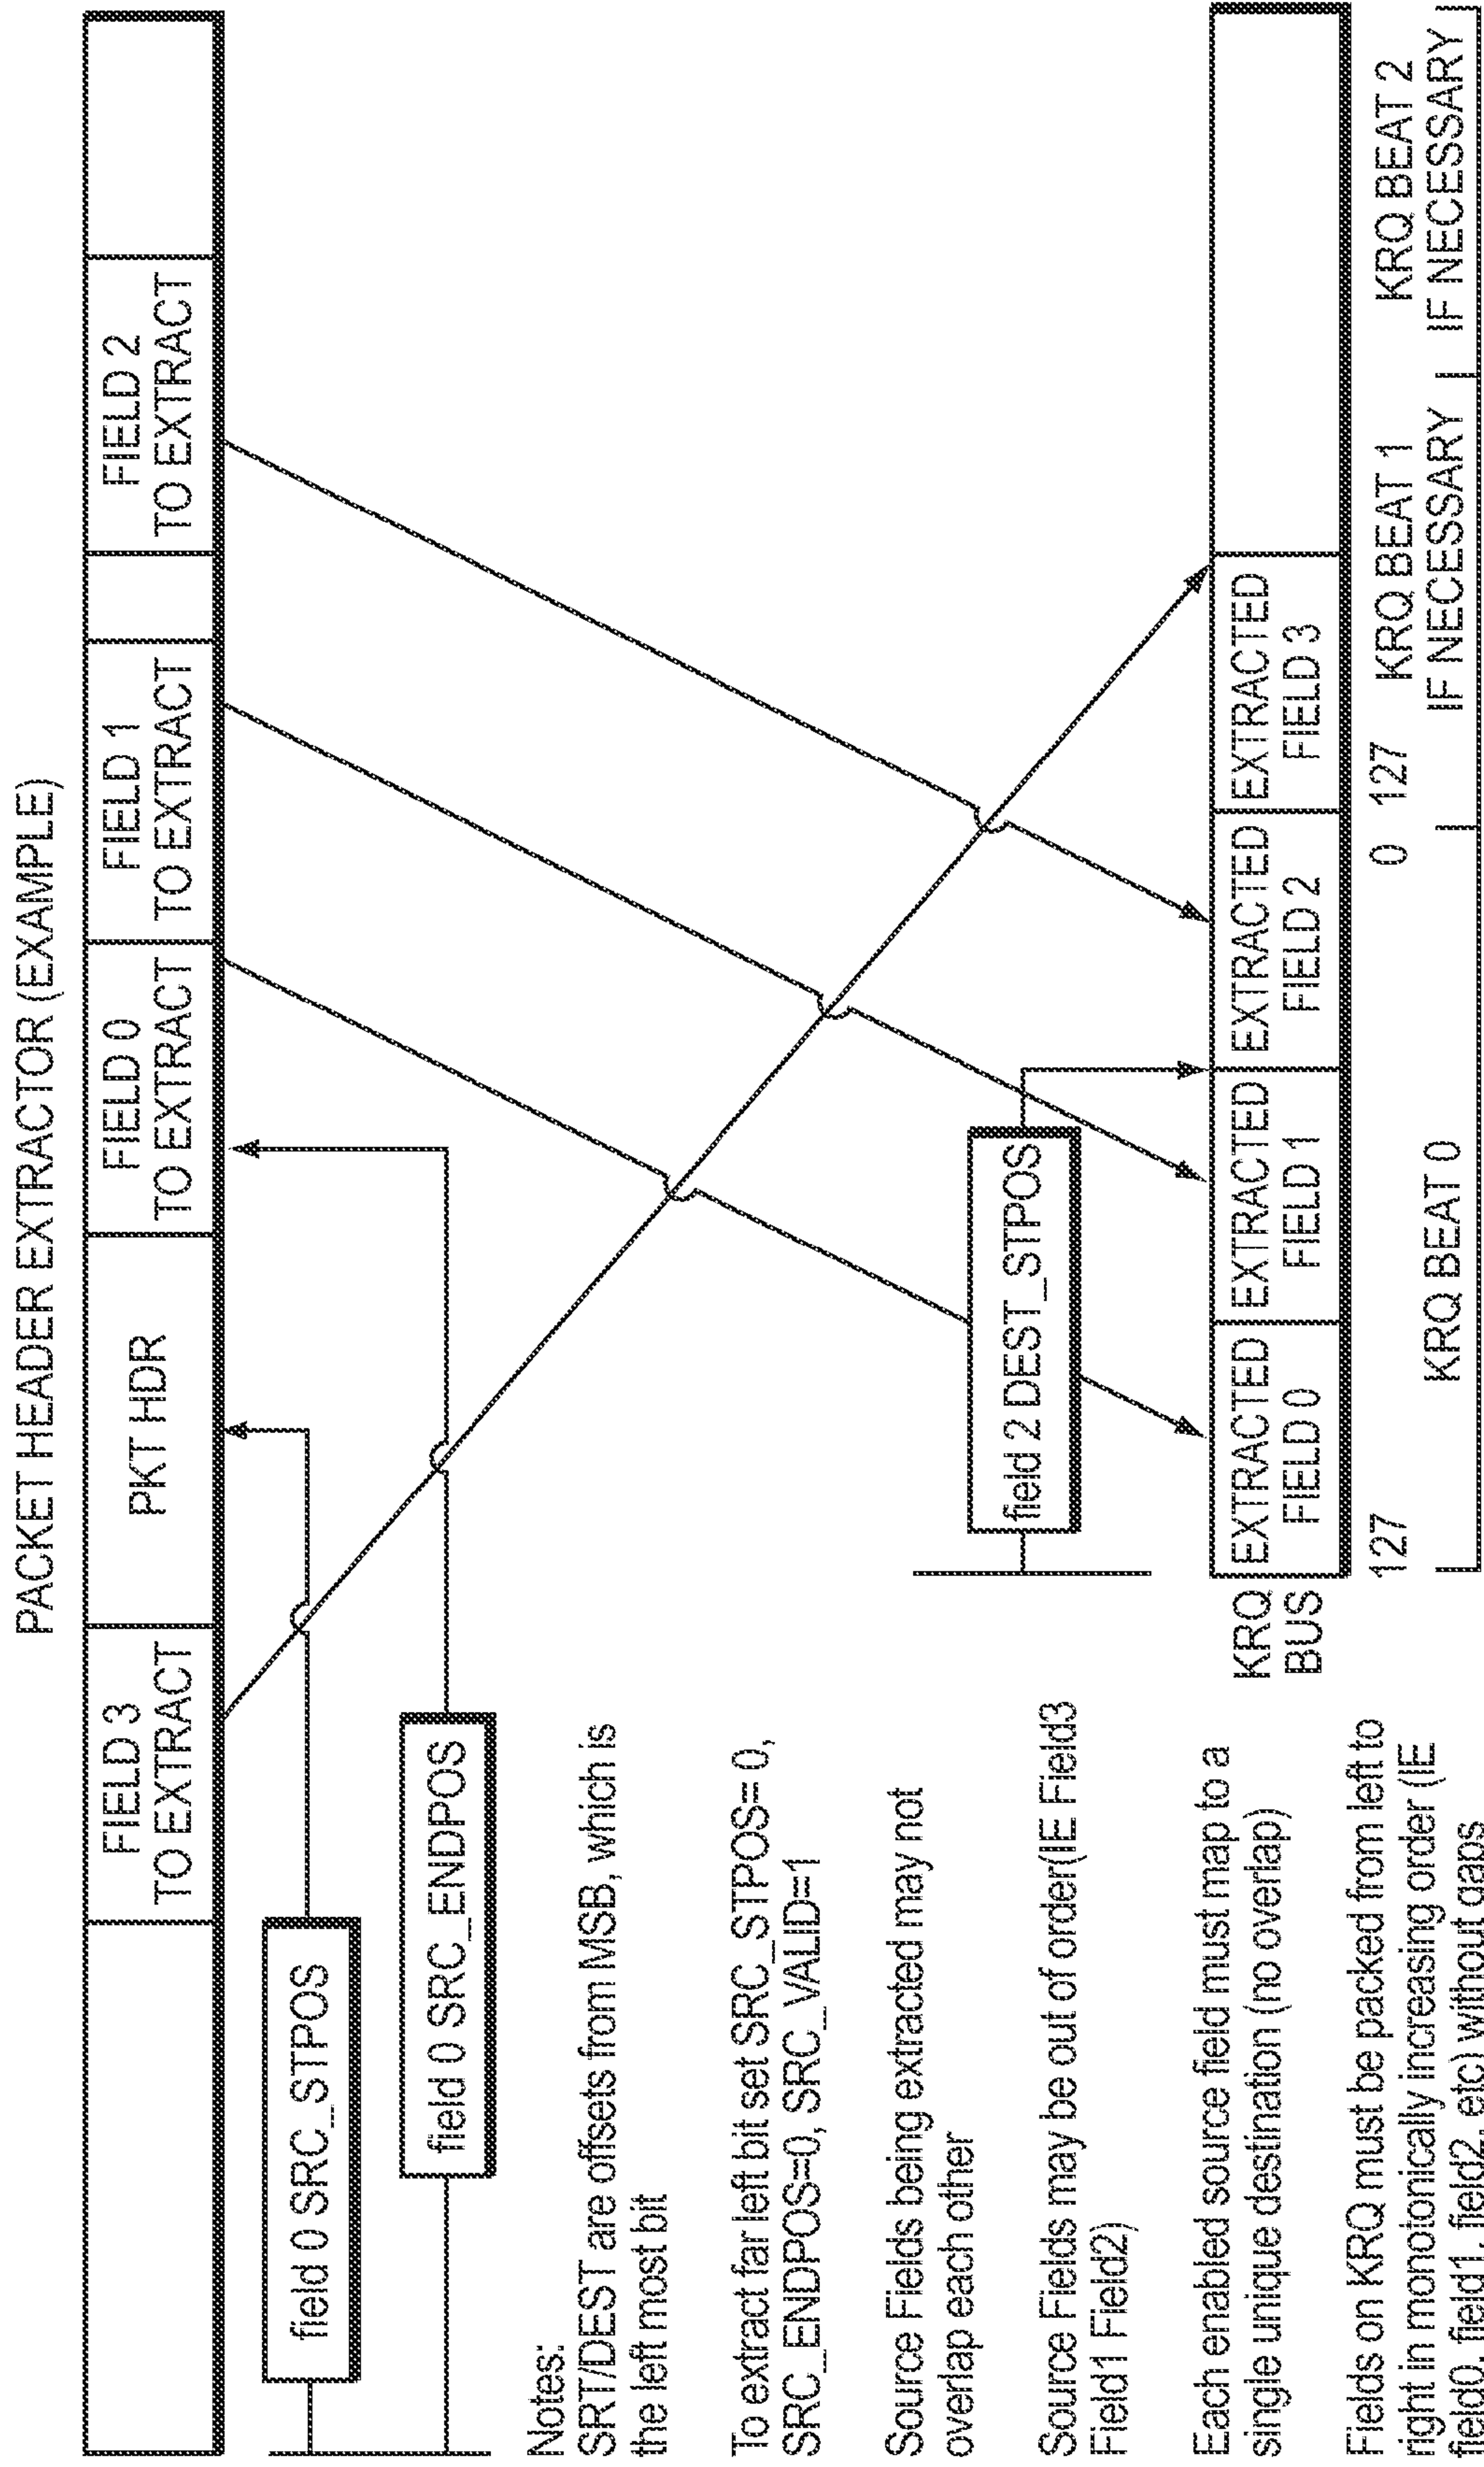 PACKET HEADER EXTRACTOR (EXAMPLE)
FIELD 3
TO EXTRACT
PKT HDR
FIELD 0
TO EXTRACT
FIELD 1
TO EXTRACT
FIELD 2
TO EXTRACT
field 0 SRC_STPOS
field 0 SRC_ENDPOS
Notes:
SRT/DEST are offsets from MSB, which is
the left most bit
To extract far left bit set SRC_STPOS= 0,
SRC_ENDPOS=0, SRC_VALID=1
Source Fields being extracted may not
overlap each other
Source Fields may be out of order(IE Field3
Field1 Field2)
Each enabled source field must map to a
single unique destination (no overlap)
Fields on KRQ must be packed from left to
right in monotonically increasing order (IE
field0, field1, field2, etc) without gaps
field 2 DEST_STPOS
KRQ
BUS
EXTRACTED
FIELD 0
EXTRACTED
FIELD 1
EXTRACTED
FIELD 2
EXTRACTED
FIELD 3
127
0
127
KRQ BEAT 0
KRQ BEAT 1
IF NECESSARY
KRQ BEAT 2
IF NECESSARY